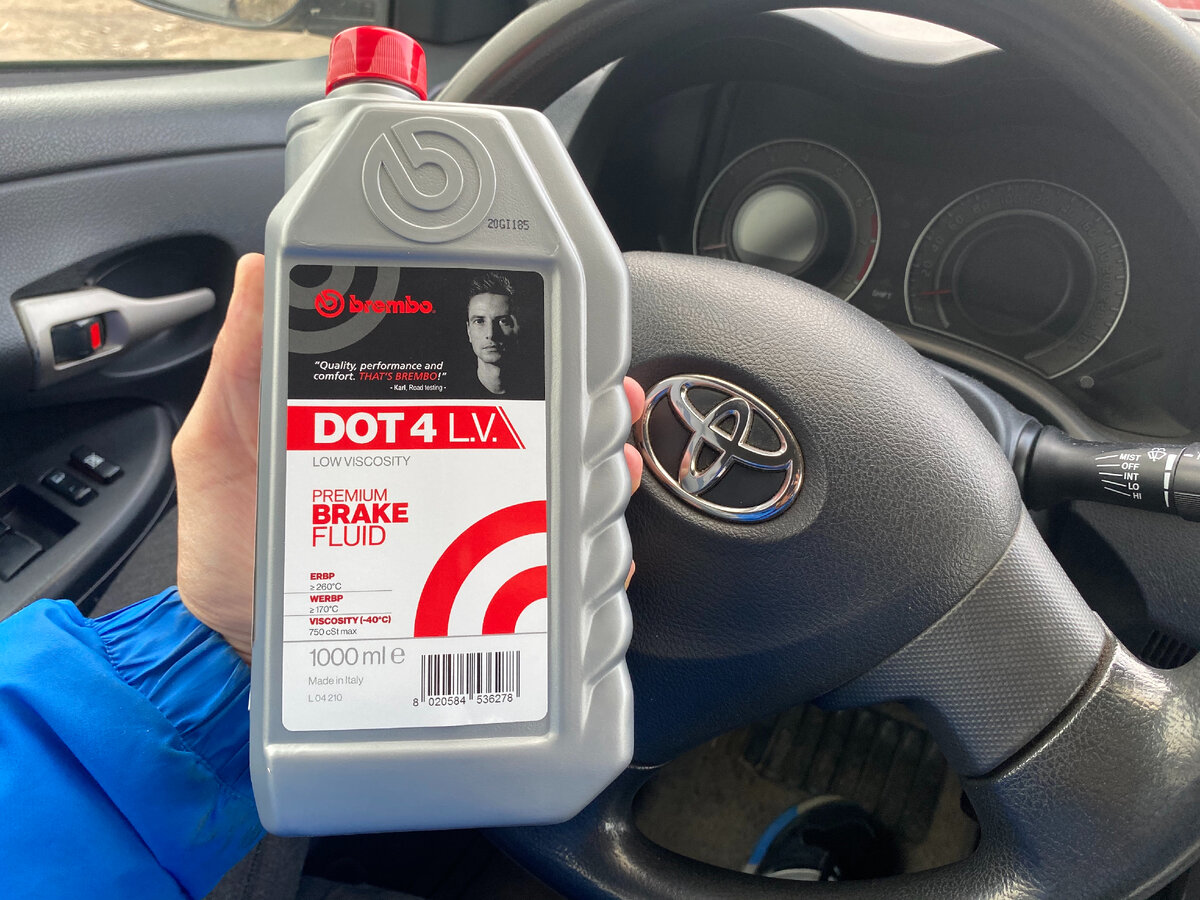 20GI185
brembo
"Quality, performance and
comfort. THAT'S BREMBO!"
- Karl, Road testing -
DOT 4 L.V.
LOW VISCOSITY
PREMIUM
BRAKE
FLUID
ERBP
≥ 260°C
WERBP
≥ 170°C
VISCOSITY (-40°C)
750 cSt max
1000 ml e
Made in Italy
L 04 210
8 020584 536278
MIST
OFF
INT
LO
HI
SHIFT